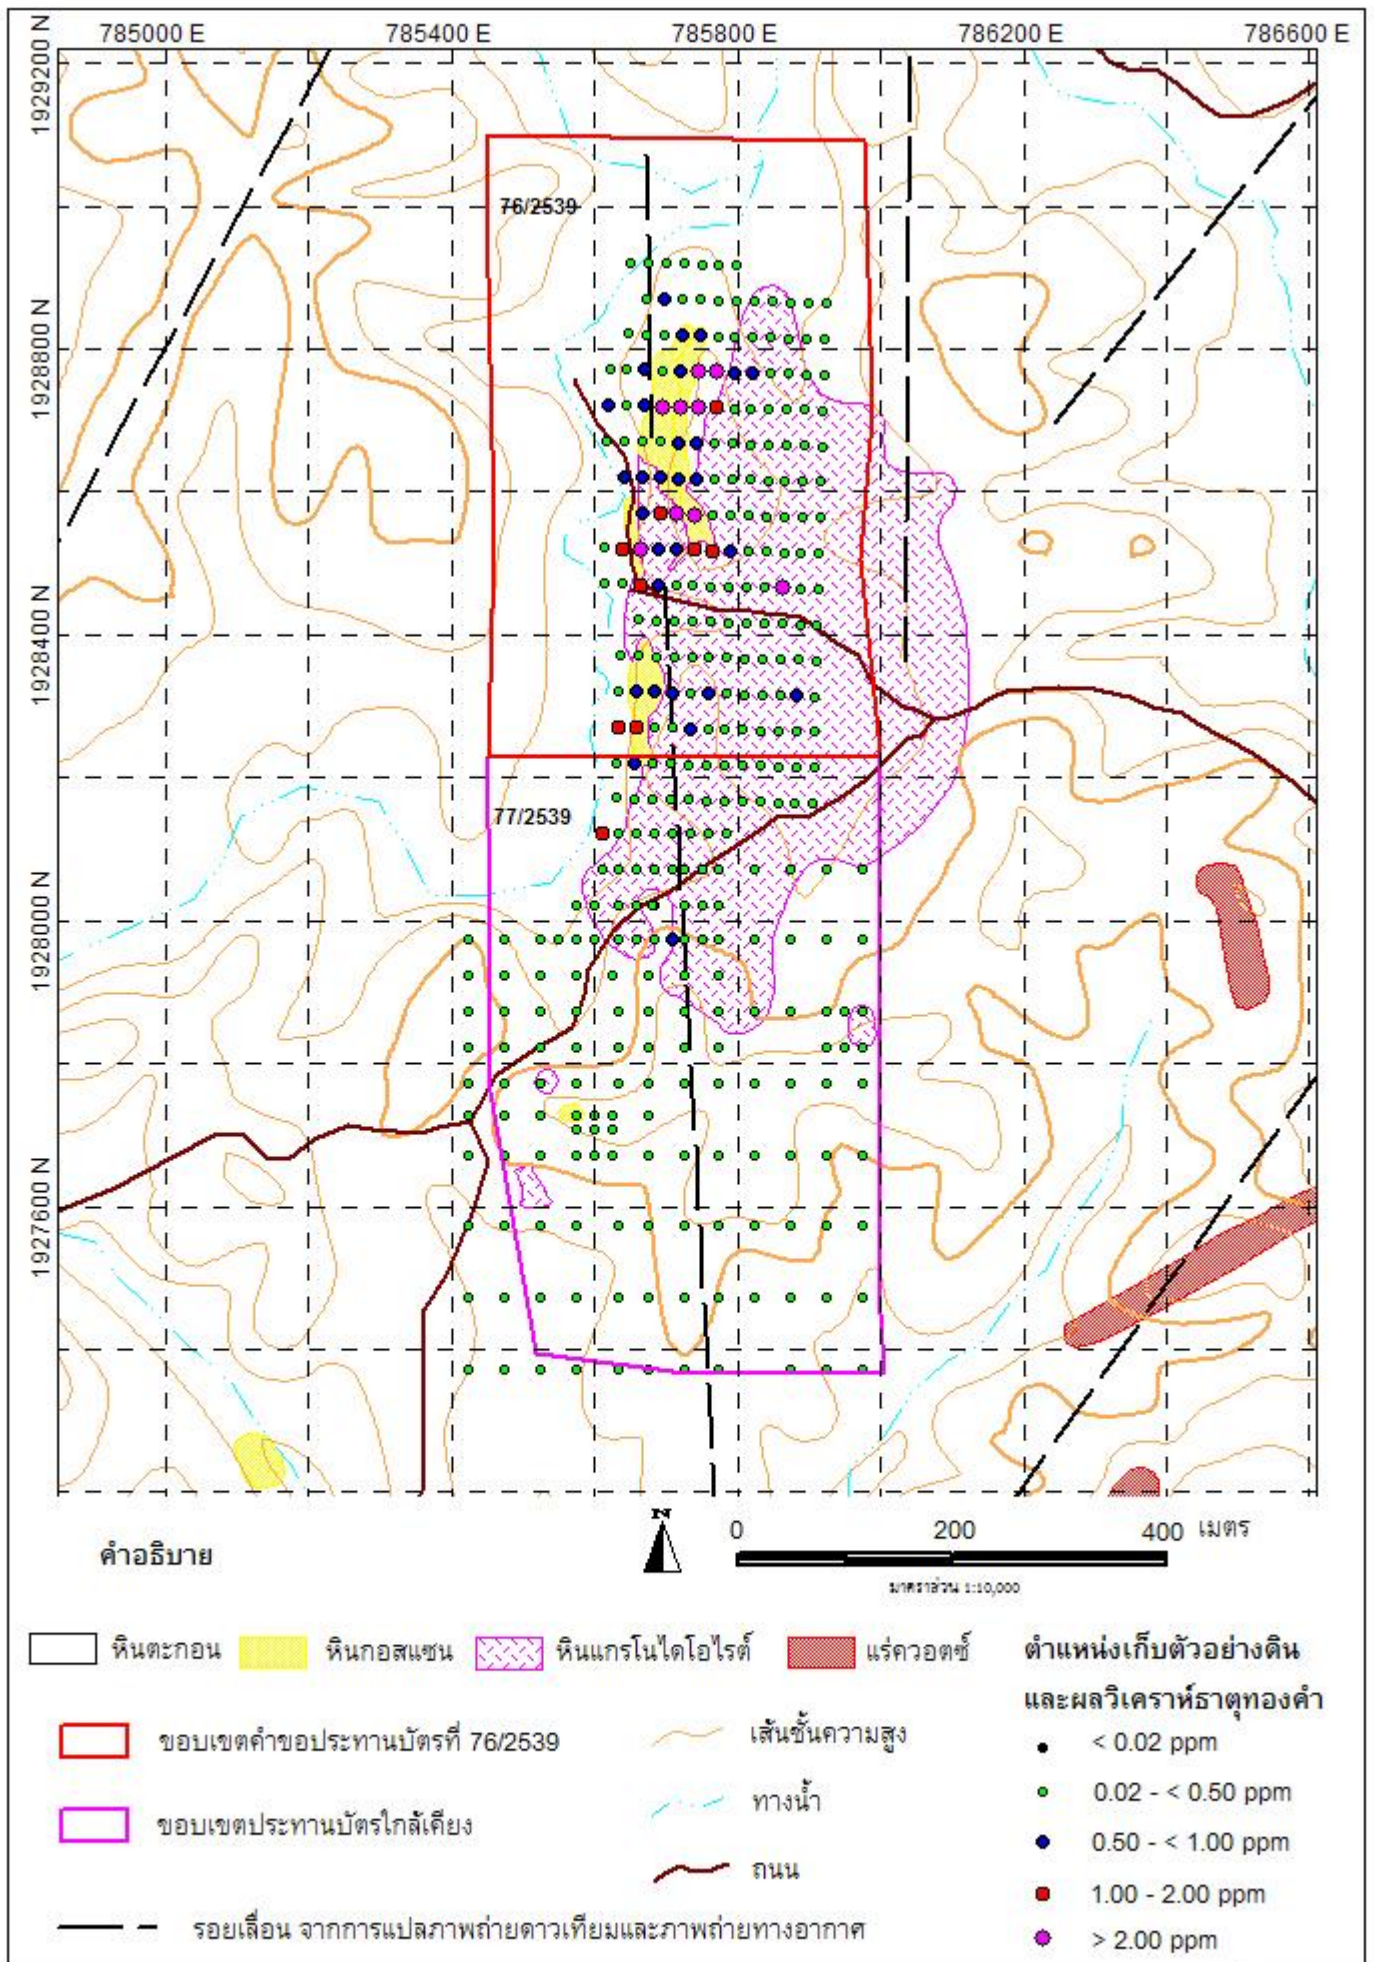 785000 E 785400 E 785800 E 786200 E 786600 E
1929200 N
1928800 N
1928400 N
1928000 N
1927600 N
76/2539
77/2539
คำอธิบาย
N
0 200 400 เมตร
มาตราส่วน 1:10,000
หินตะกอน หินกอสแซน หินแกรโนไดโอไรต์ แร่ควอตซ์
ตำแหน่งเก็บตัวอย่างดิน
และผลวิเคราะห์ธาตุทองคำ
ขอบเขตคำขอประทานบัตรที่ 76/2539
เส้นชั้นความสูง
< 0.02 ppm
ทางน้ำ
0.02 - < 0.50 ppm
ขอบเขตประทานบัตรใกล้เคียง
0.50 - < 1.00 ppm
ถนน
1.00 - 2.00 ppm
รอยเลื่อน จากการแปลภาพถ่ายดาวเทียมและภาพถ่ายทางอากาศ
> 2.00 ppm